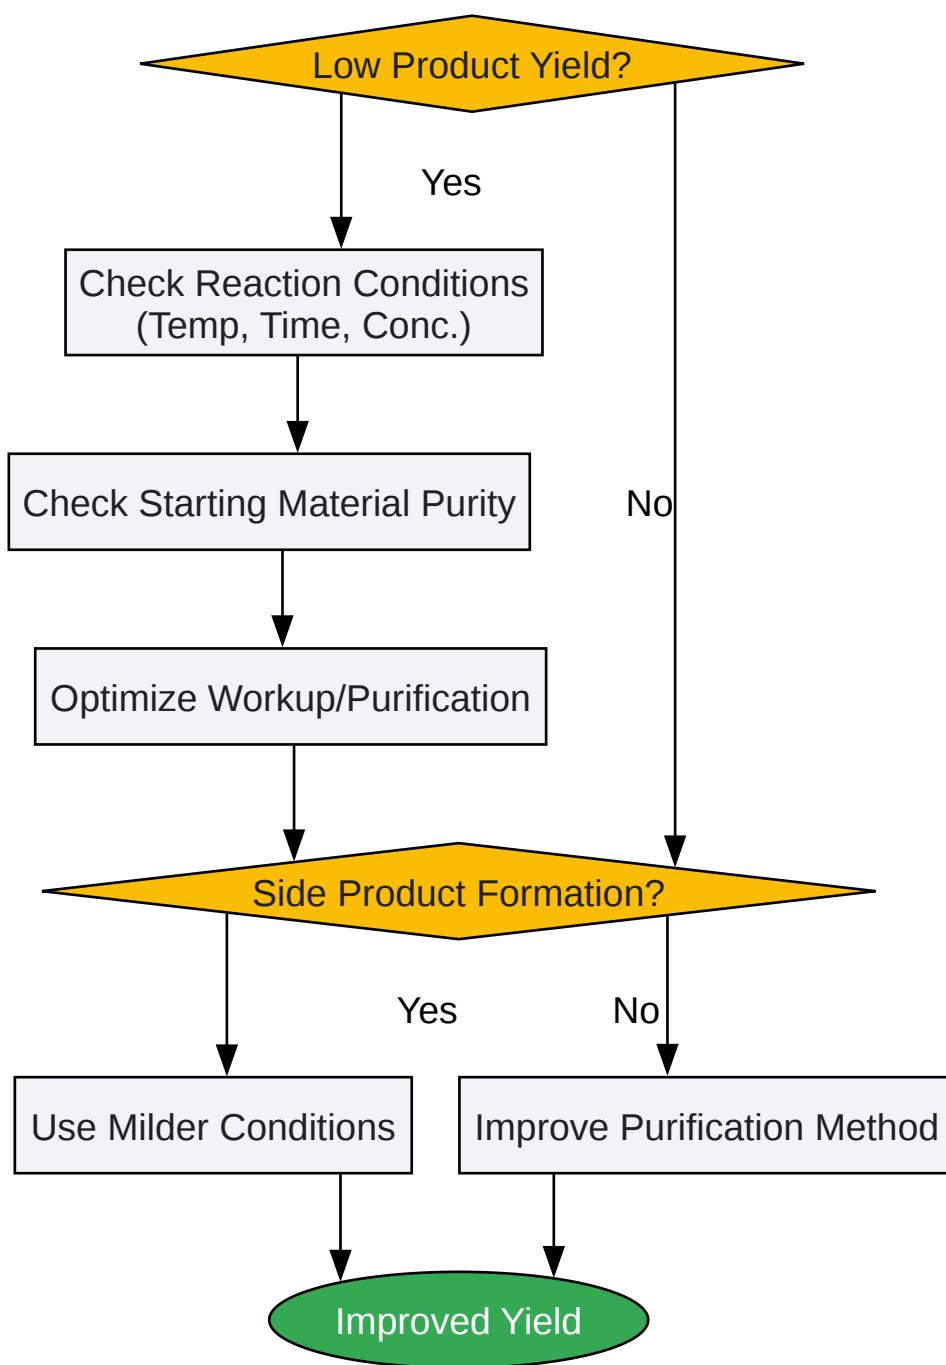 Low Product Yield?
Yes
Check Reaction Conditions
(Temp, Time, Conc.)
Check Starting Material Purity
No
Optimize Workup/Purification
Side Product Formation?
Yes
No
Use Milder Conditions
Improve Purification Method
Improved Yield